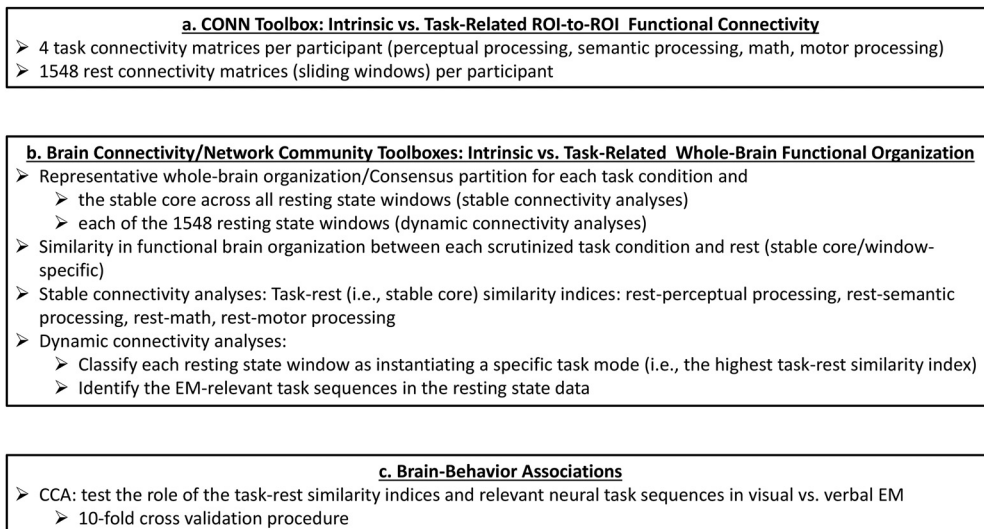 a. CONN Toolbox: Intrinsic vs. Task-Related ROI-to-ROI Functional Connectivity
➢ 4 task connectivity matrices per participant (perceptual processing, semantic processing, math, motor processing)
➢ 1548 rest connectivity matrices (sliding windows) per participant
b. Brain Connectivity/Network Community Toolboxes: Intrinsic vs. Task-Related Whole-Brain Functional Organization
➢ Representative whole-brain organization/Consensus partition for each task condition and
➢ the stable core across all resting state windows (stable connectivity analyses)
➢ each of the 1548 resting state windows (dynamic connectivity analyses)
➢ Similarity in functional brain organization between each scrutinized task condition and rest (stable core/window-
specific)
➢ Stable connectivity analyses: Task-rest (i.e., stable core) similarity indices: rest-perceptual processing, rest-semantic
processing, rest-math, rest-motor processing
➢ Dynamic connectivity analyses:
➢ Classify each resting state window as instantiating a specific task mode (i.e., the highest task-rest similarity index)
➢ Identify the EM-relevant task sequences in the resting state data
c. Brain-Behavior Associations
➢ CCA: test the role of the task-rest similarity indices and relevant neural task sequences in visual vs. verbal EM
➢ 10-fold cross validation procedure